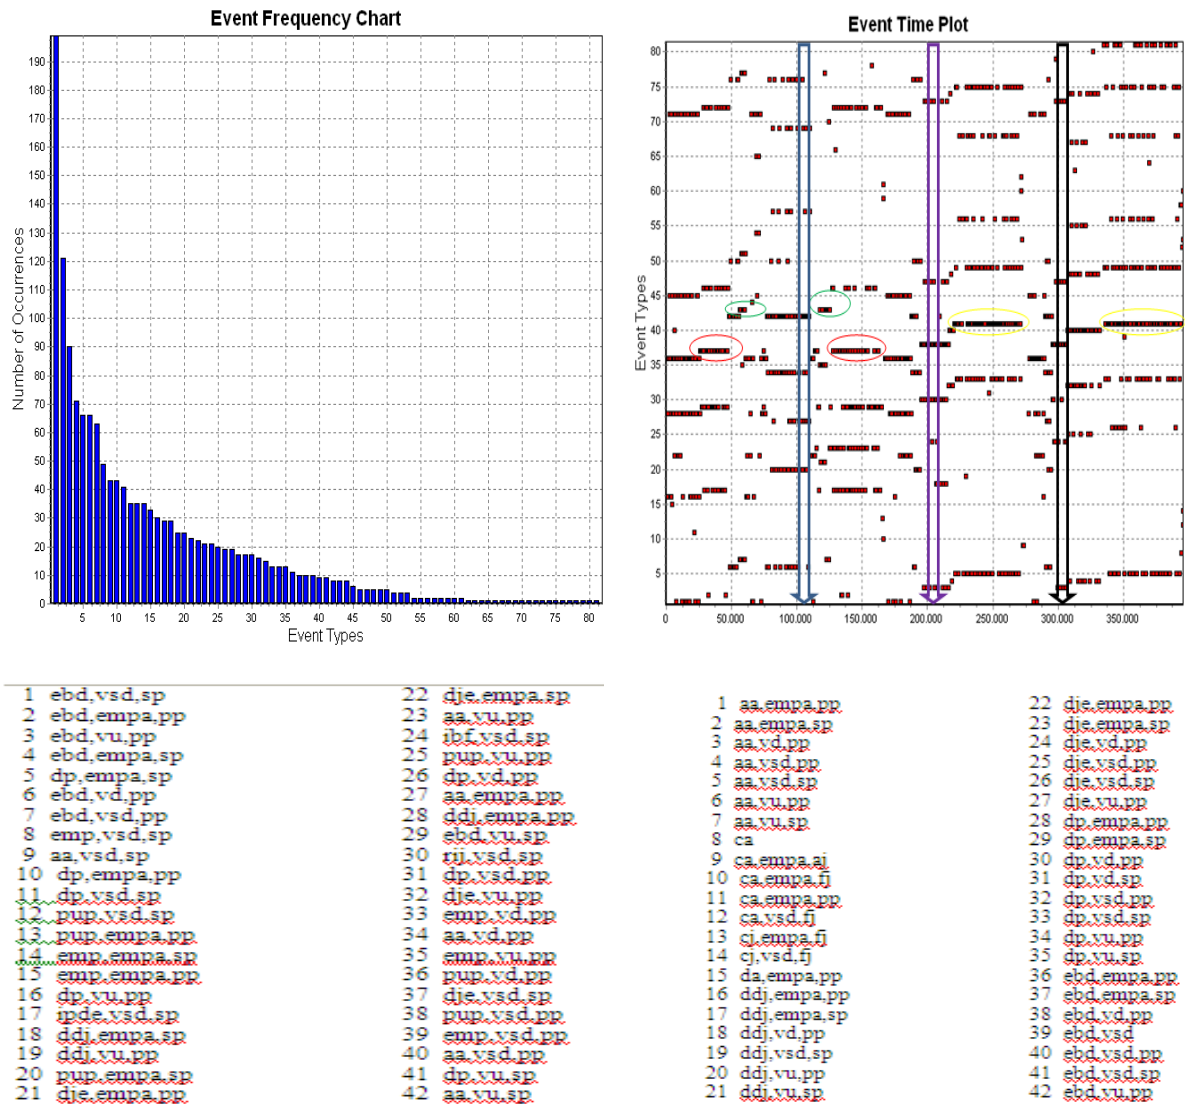 Event Frequency Chart
Number of Occurrences
190
180
170
160
150
140
130
120
110
100
90
80
70
60
50
40
30
20
10
0
5 10 15 20 25 30 35 40 45 50 55 60 65 70 75 80
Event Types
Event Time Plot
Event Types
80
75
70
65
60
55
50
45
40
35
30
25
20
15
10
5
0 50.000 100.000 150.000 200.000 250.000 300.000 350.000
1 ebd,vsd,sp
2 ebd,empa,pp
3 ebd,vu,pp
4 ebd,empa,sp
5 dp,empa,sp
6 ebd,vd,pp
7 ebd,vsd,pp
8 emp,vsd,sp
9 aa,vsd,sp
10 dp,empa,pp
11 dp,vsd,sp
12 pup,vsd,sp
13 pup,empa,pp
14 emp,empa,sp
15 emp,empa,pp
16 dp,vu,pp
17 ipde,vsd,sp
18 ddj,empa,sp
19 ddj,vu,pp
20 pup,empa,sp
21 dje,empa,pp
22 dje,empa,sp
23 aa,vu,pp
24 ibf,vsd,sp
25 pup,vu,pp
26 dp,vd,pp
27 aa,empa,pp
28 ddj,empa,pp
29 ebd,vu,sp
30 rij,vsd,sp
31 dp,vsd,pp
32 dje,vu,pp
33 emp,vd,pp
34 aa,vd,pp
35 emp,vu,pp
36 pup,vd,pp
37 dje,vsd,sp
38 pup,vsd,pp
39 emp,vsd,pp
40 aa,vsd,pp
41 dp,vu,sp
42 aa,vu,sp
1 aa,empa,pp
2 aa,empa,sp
3 aa,vd,pp
4 aa,vsd,pp
5 aa,vsd,sp
6 aa,vu,pp
7 aa,vu,sp
8 ca
9 ca,empa,aj
10 ca,empa,fj
11 ca,empa,pp
12 ca,vsd,fj
13 cj,empa,fj
14 cj,vsd,fj
15 da,empa,pp
16 ddj,empa,pp
17 ddj,empa,sp
18 ddj,vd,pp
19 ddj,vsd,sp
20 ddj,vu,pp
21 ddj,vu,sp
22 dje,empa,pp
23 dje,empa,sp
24 dje,vd,pp
25 dje,vsd,pp
26 dje,vsd,sp
27 dje,vu,pp
28 dp,empa,pp
29 dp,empa,sp
30 dp,vd,pp
31 dp,vd,sp
32 dp,vsd,pp
33 dp,vsd,sp
34 dp,vu,pp
35 dp,vu,sp
36 ebd,empa,pp
37 ebd,empa,sp
38 ebd,vd,pp
39 ebd,vsd
40 ebd,vsd,pp
41 ebd,vsd,sp
42 ebd,vu,pp